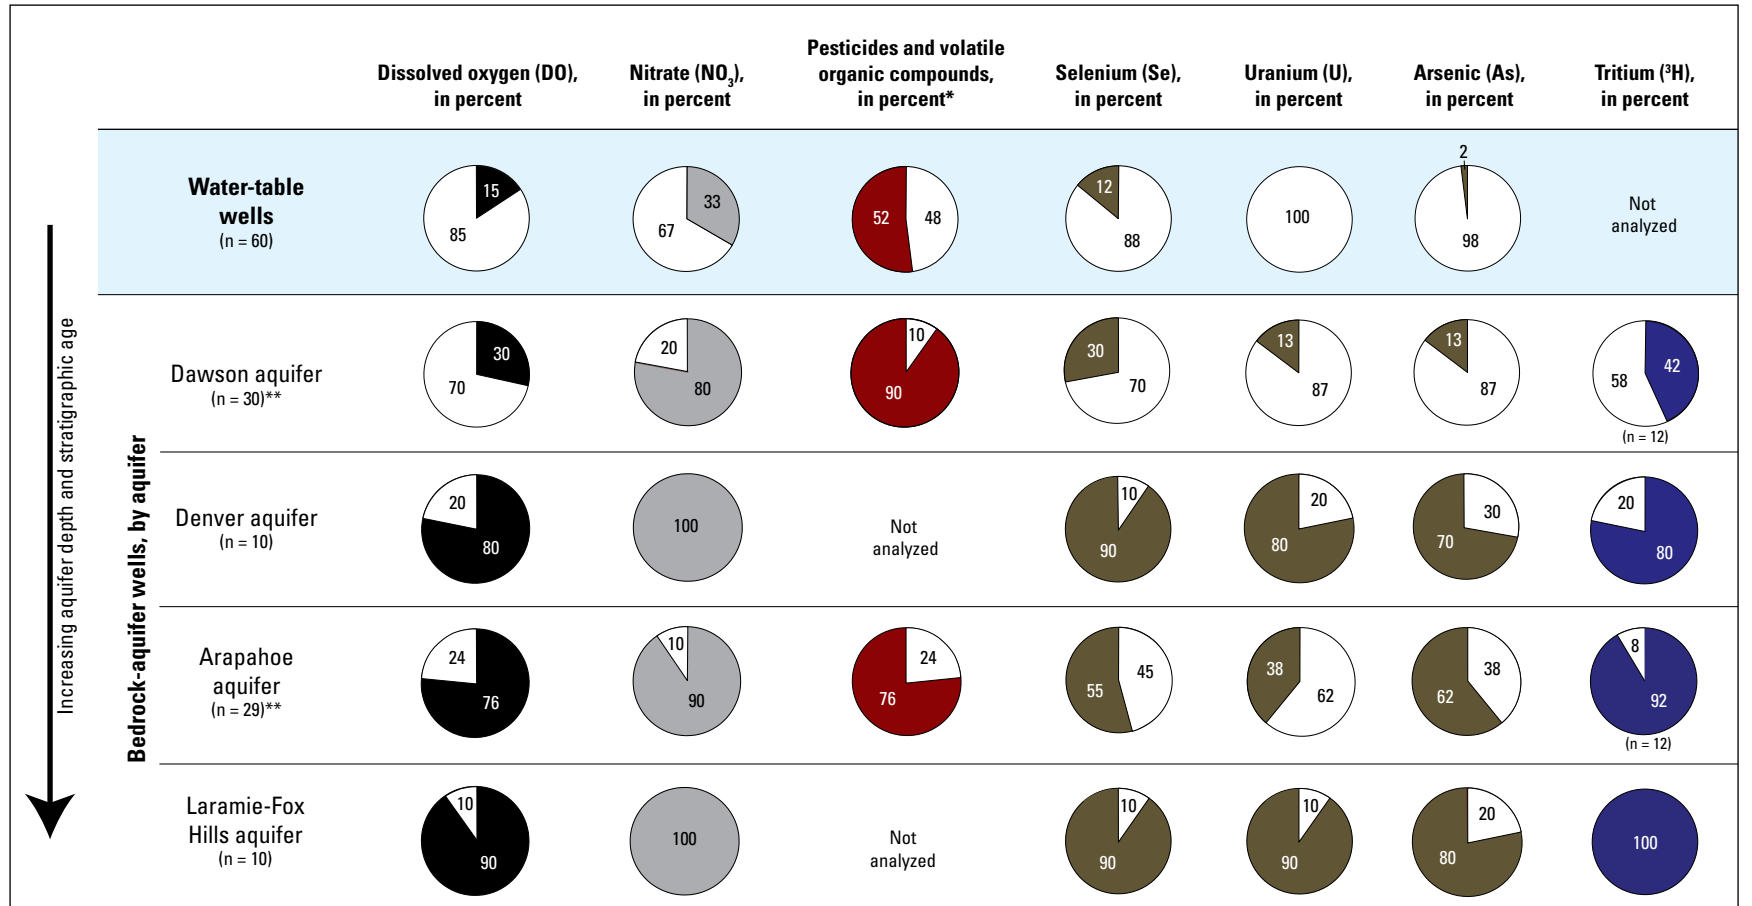 Dissolved oxygen (DO),
in percent
Nitrate (NO3),
in percent
Pesticides and volatile
organic compounds,
in percent*
Selenium (Se),
in percent
Uranium (U),
in percent
Arsenic (As),
in percent
Tritium (³H),
in percent
Increasing aquifer depth and stratigraphic age
Water-table
wells
(n = 60)
15
85
33
67
52
48
12
88
100
2
98
Not
analyzed
Bedrock-aquifer wells, by aquifer
Dawson aquifer
(n = 30)**
30
70
20
80
10
90
30
70
13
87
13
87
58
42
(n = 12)
Denver aquifer
(n = 10)
20
80
100
Not
analyzed
10
90
20
80
30
70
20
80
Arapahoe
aquifer
(n = 29)**
24
76
10
90
24
76
45
55
38
62
38
62
8
92
(n = 12)
Laramie-Fox
Hills aquifer
(n = 10)
10
90
100
Not
analyzed
10
90
10
90
20
80
100